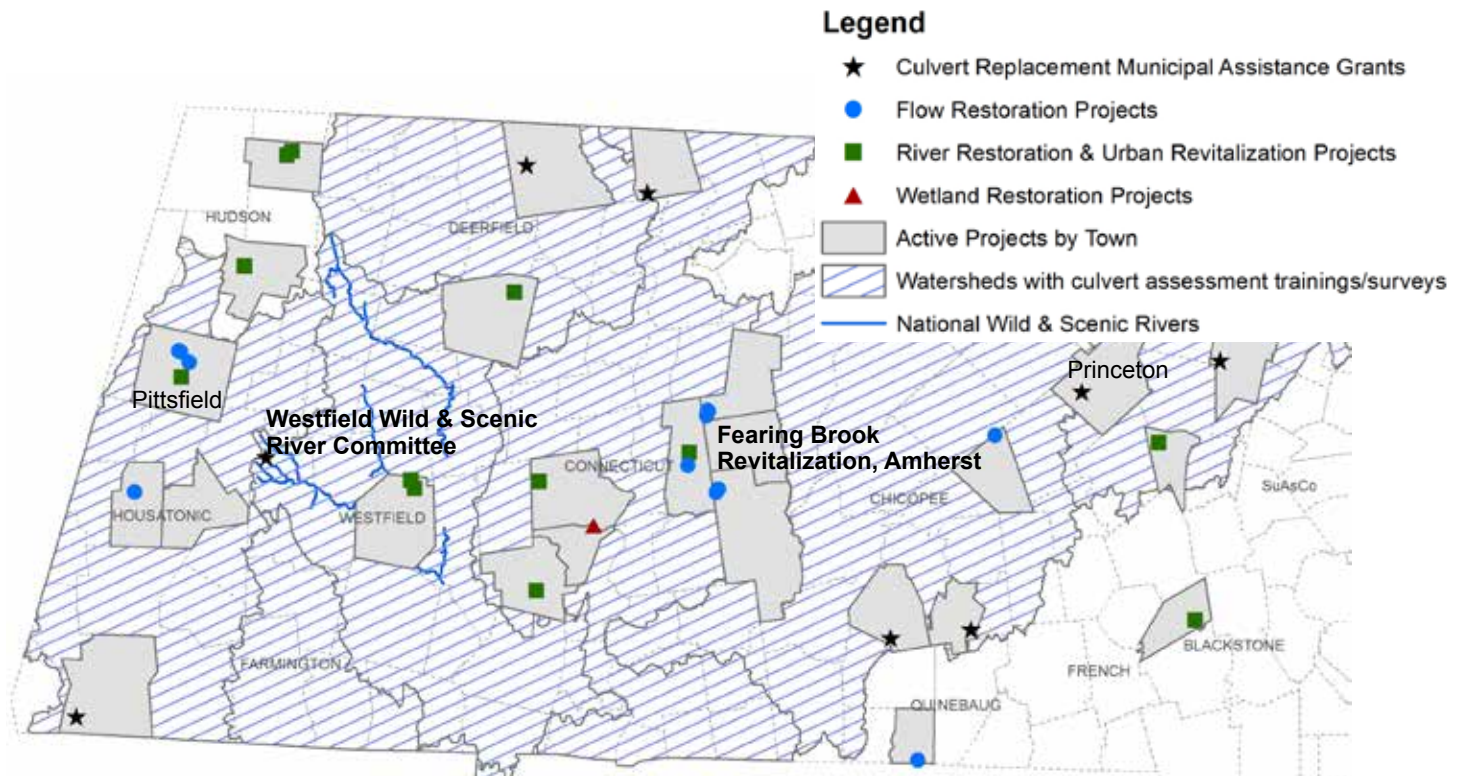 Legend
Culvert Replacement Municipal Assistance Grants
Flow Restoration Projects
River Restoration & Urban Revitalization Projects
Wetland Restoration Projects
Active Projects by Town
Watersheds with culvert assessment trainings/surveys
National Wild & Scenic Rivers
HUDSON
DEERFIELD
Princeton
Pittsfield
Westfield Wild & Scenic
River Committee
Fearing Brook
Revitalization, Amherst
CONNECTICUT
CHICOPEE
SuAsCo
HOUSATONIC
WESTFIELD
BLACKSTONE
FARMINGTON
FRENCH
QUINEBAUG